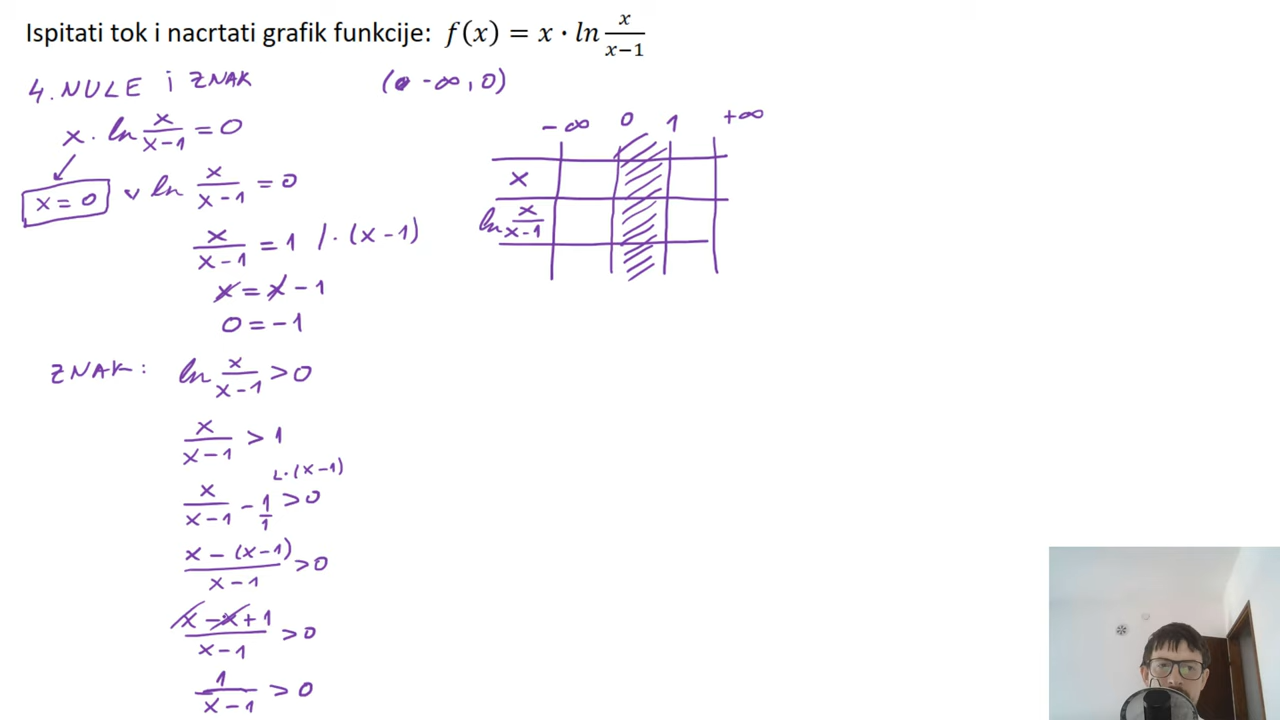 Ispitati tok i nacrtati grafik funkcije: f(x) = x · ln x/(x−1)
4. NULE i ZNAK
x · ln x/(x−1) = 0
x = 0 ∨ ln x/(x−1) = 0
x/(x−1) = 1 / · (x − 1)
x = x − 1
0 = −1
ZNAK: ln x/(x−1) > 0
x/(x−1) > 1
x/(x−1) − 1/1 > 0
· (x−1)
(x − (x−1))/(x−1) > 0
(x − x + 1)/(x−1) > 0
1/(x−1) > 0
(−∞, 0)
−∞ 0 1 +∞
x
ln x/(x−1)